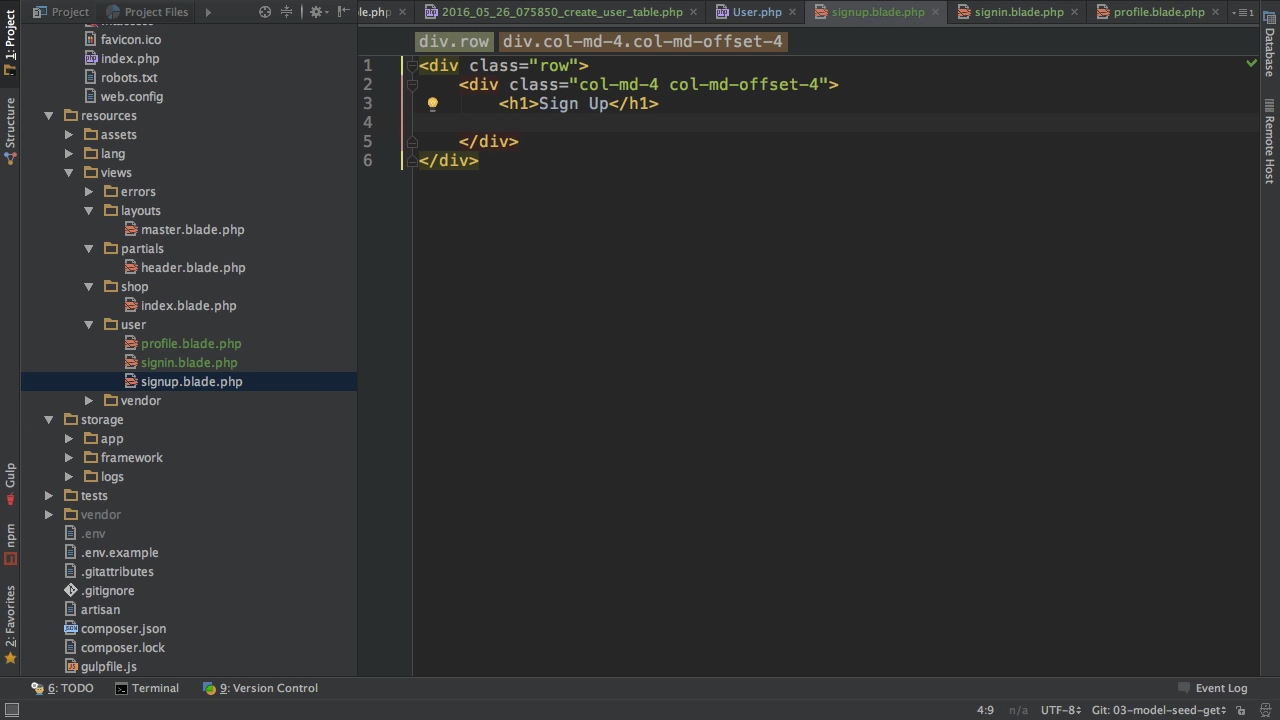 Project
Project Files
ple.php
2016_05_26_075850_create_user_table.php
User.php
signup.blade.php
signin.blade.php
profile.blade.php
1
1: Project
Structure
Gulp
npm
2: Favorites
favicon.ico
index.php
robots.txt
web.config
resources
assets
lang
views
errors
layouts
master.blade.php
partials
header.blade.php
shop
index.blade.php
user
profile.blade.php
signin.blade.php
signup.blade.php
vendor
storage
app
framework
logs
tests
vendor
.env
.env.example
.gitattributes
.gitignore
artisan
composer.json
composer.lock
gulpfile.js
div.row div.col-md-4.col-md-offset-4
1 <div class="row">
2 <div class="col-md-4 col-md-offset-4">
3 <h1>Sign Up</h1>
4
5 </div>
6 </div>
Database
Remote Host
6: TODO
Terminal
9: Version Control
Event Log
4:9
n/a
UTF-8
Git: 03-model-seed-get